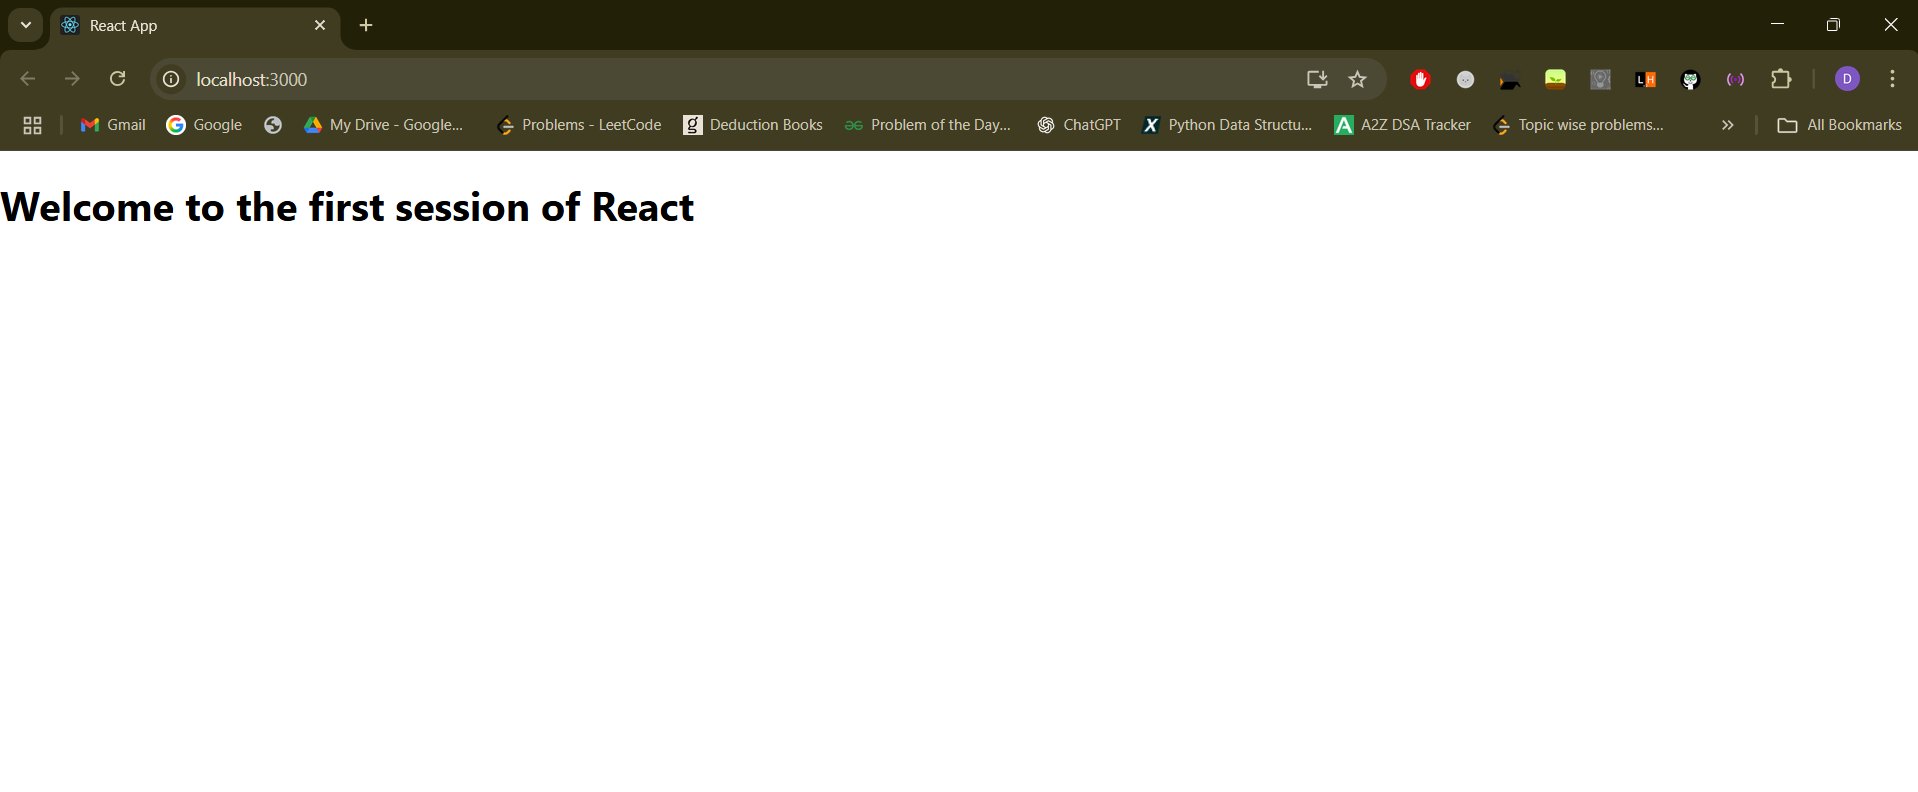 React App
localhost:3000
Gmail Google My Drive - Google... Problems - LeetCode Deduction Books Problem of the Day... ChatGPT Python Data Structu... A2Z DSA Tracker Topic wise problems... All Bookmarks
Welcome to the first session of React